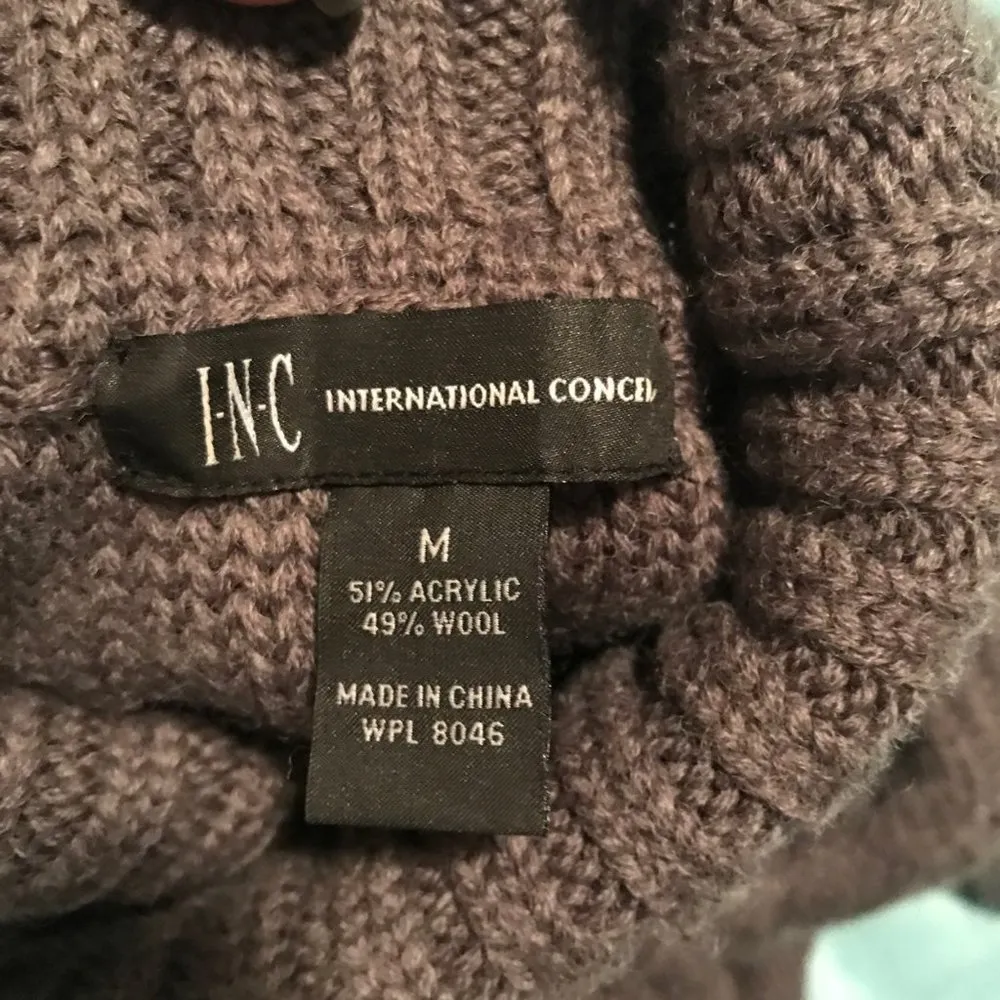 I·N·C INTERNATIONAL CONCE
M
51% ACRYLIC
49% WOOL
MADE IN CHINA
WPL 8046